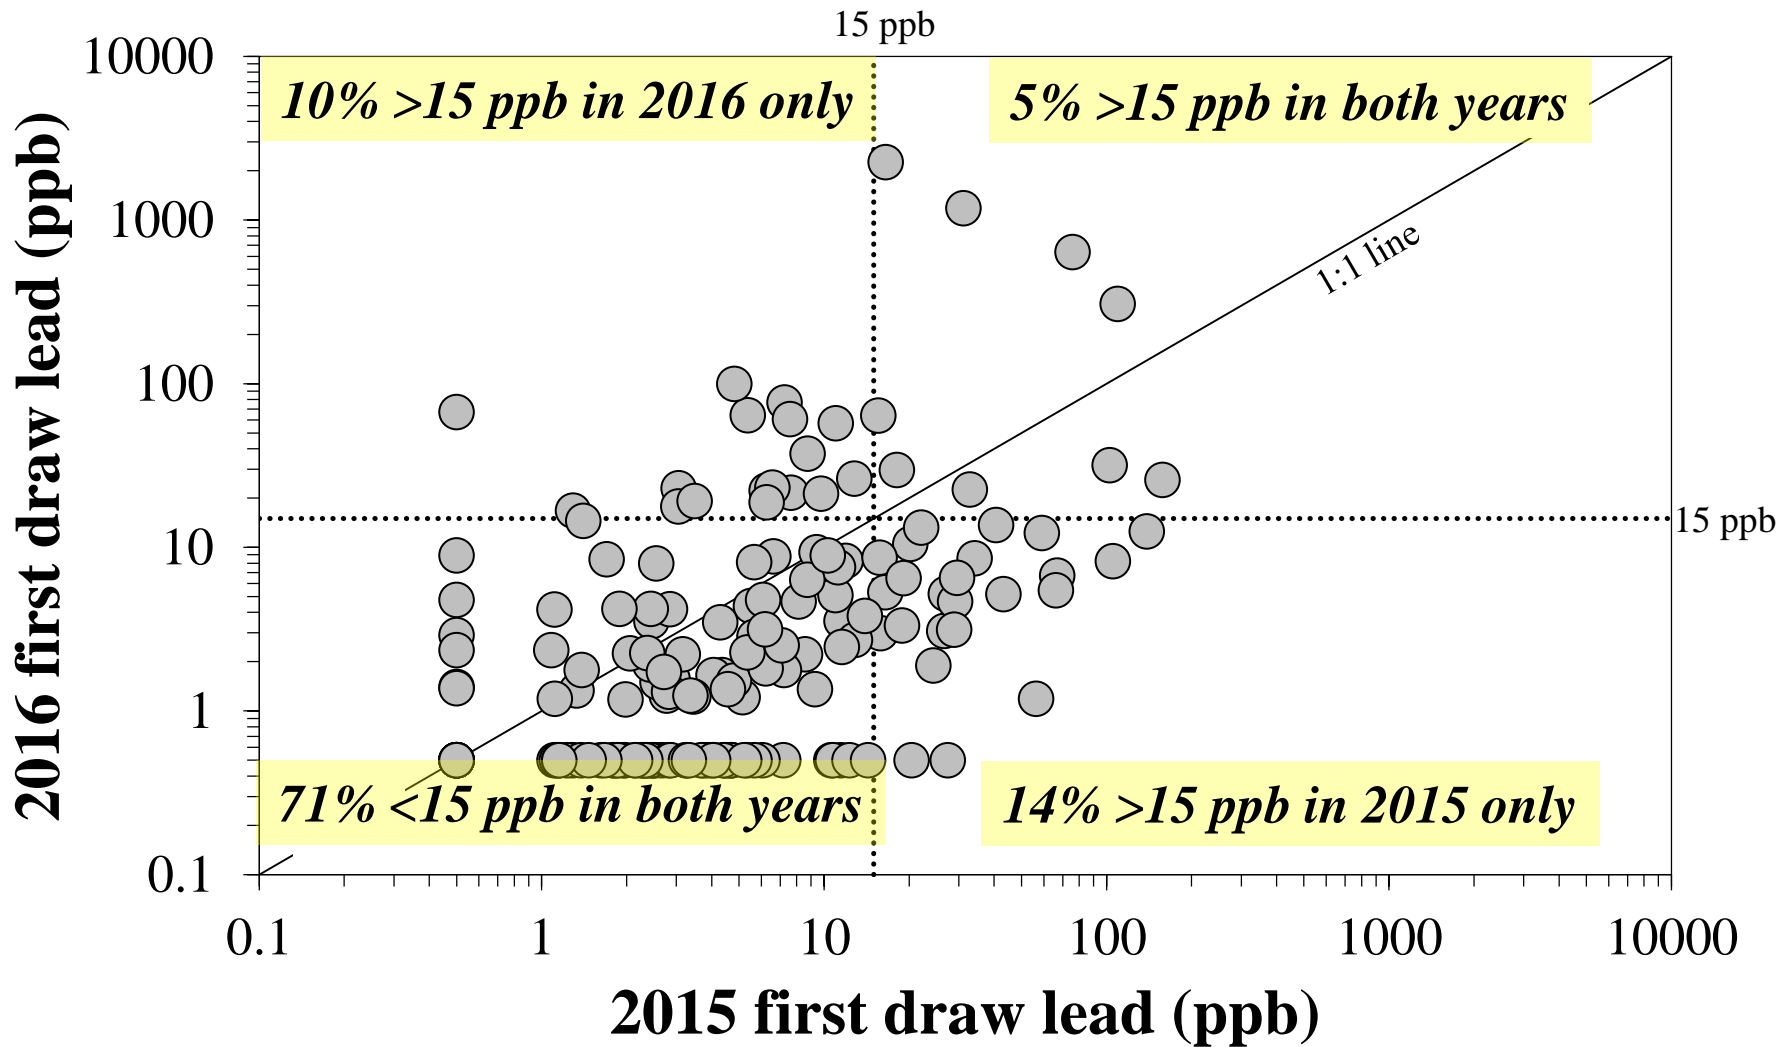 15 ppb
10000
10% >15 ppb in 2016 only
5% >15 ppb in both years
1000
1:1 line
100
15 ppb
10
1
71% <15 ppb in both years
14% >15 ppb in 2015 only
0.1
2016 first draw lead (ppb)
0.1 1 10 100 1000 10000
2015 first draw lead (ppb)